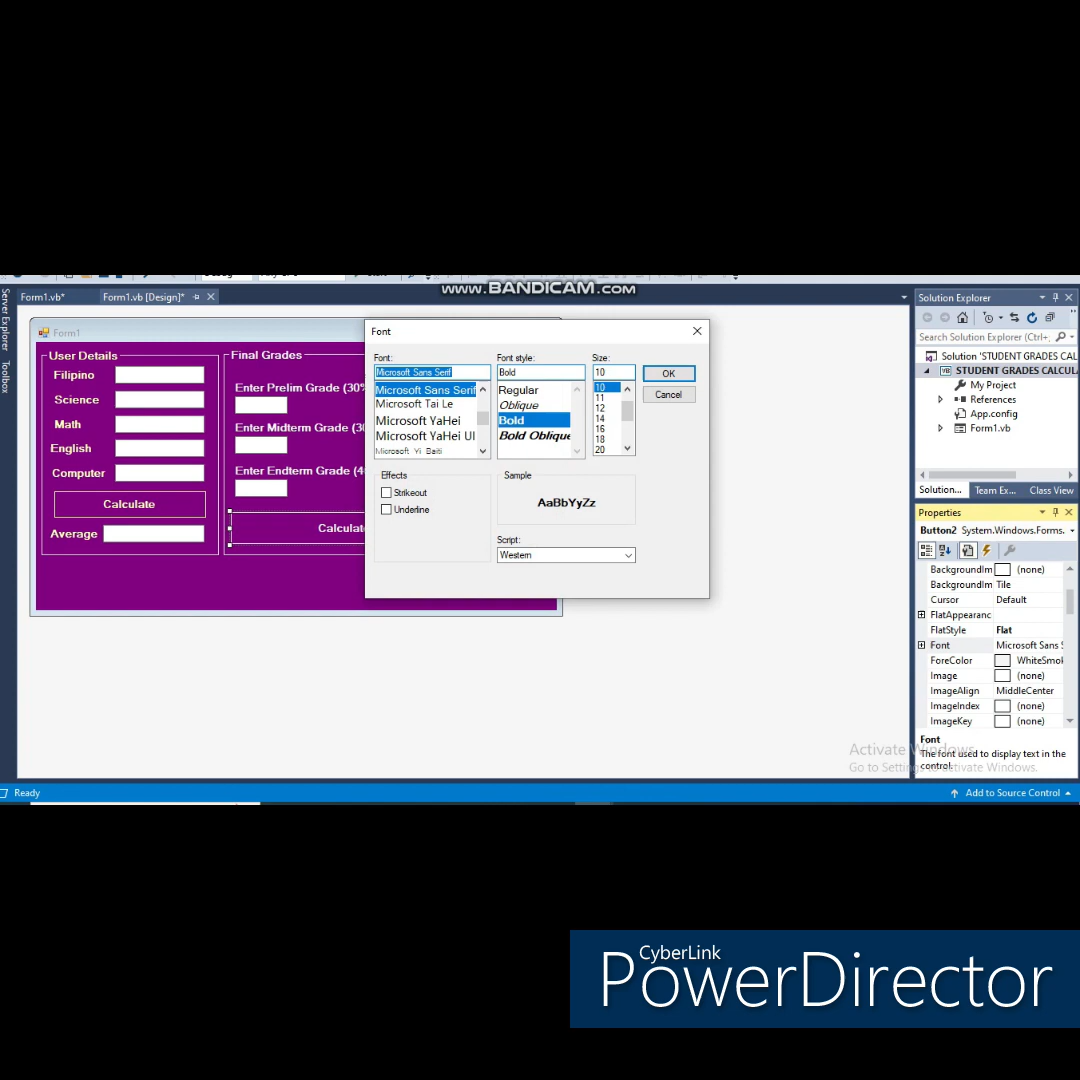 www.BANDICAM.com
Form1.vb*
Form1.vb [Design]*
Server Explorer
Toolbox
Form1
User Details
Filipino
Science
Math
English
Computer
Calculate
Average
Final Grades
Enter Prelim Grade (30%
Enter Midterm Grade (30
Enter Endterm Grade (4
Calculat
Font
Font:
Microsoft Sans Serif
Microsoft Sans Serif
Microsoft Tai Le
Microsoft YaHei
Microsoft YaHei UI
Microsoft Yi Baiti
Font style:
Bold
Regular
Oblique
Bold
Bold Oblique
Size:
10
10
11
12
14
16
18
20
OK
Cancel
Effects
Strikeout
Underline
Sample
AaBbYyZz
Script:
Western
Solution Explorer
Search Solution Explorer (Ctrl+;
Solution 'STUDENT GRADES CAL
VB STUDENT GRADES CALCUL
My Project
References
App.config
Form1.vb
Solution... Team Ex... Class View
Properties
Button2 System.Windows.Forms.
BackgroundIm (none)
BackgroundIm Tile
Cursor Default
FlatAppearanc
FlatStyle Flat
Font Microsoft Sans S
ForeColor WhiteSmok
Image (none)
ImageAlign MiddleCenter
ImageIndex (none)
ImageKey (none)
Font
The font used to display text in the
control.
Activate Windows
Go to Settings to activate Windows.
Ready
Add to Source Control
CyberLink
PowerDirector